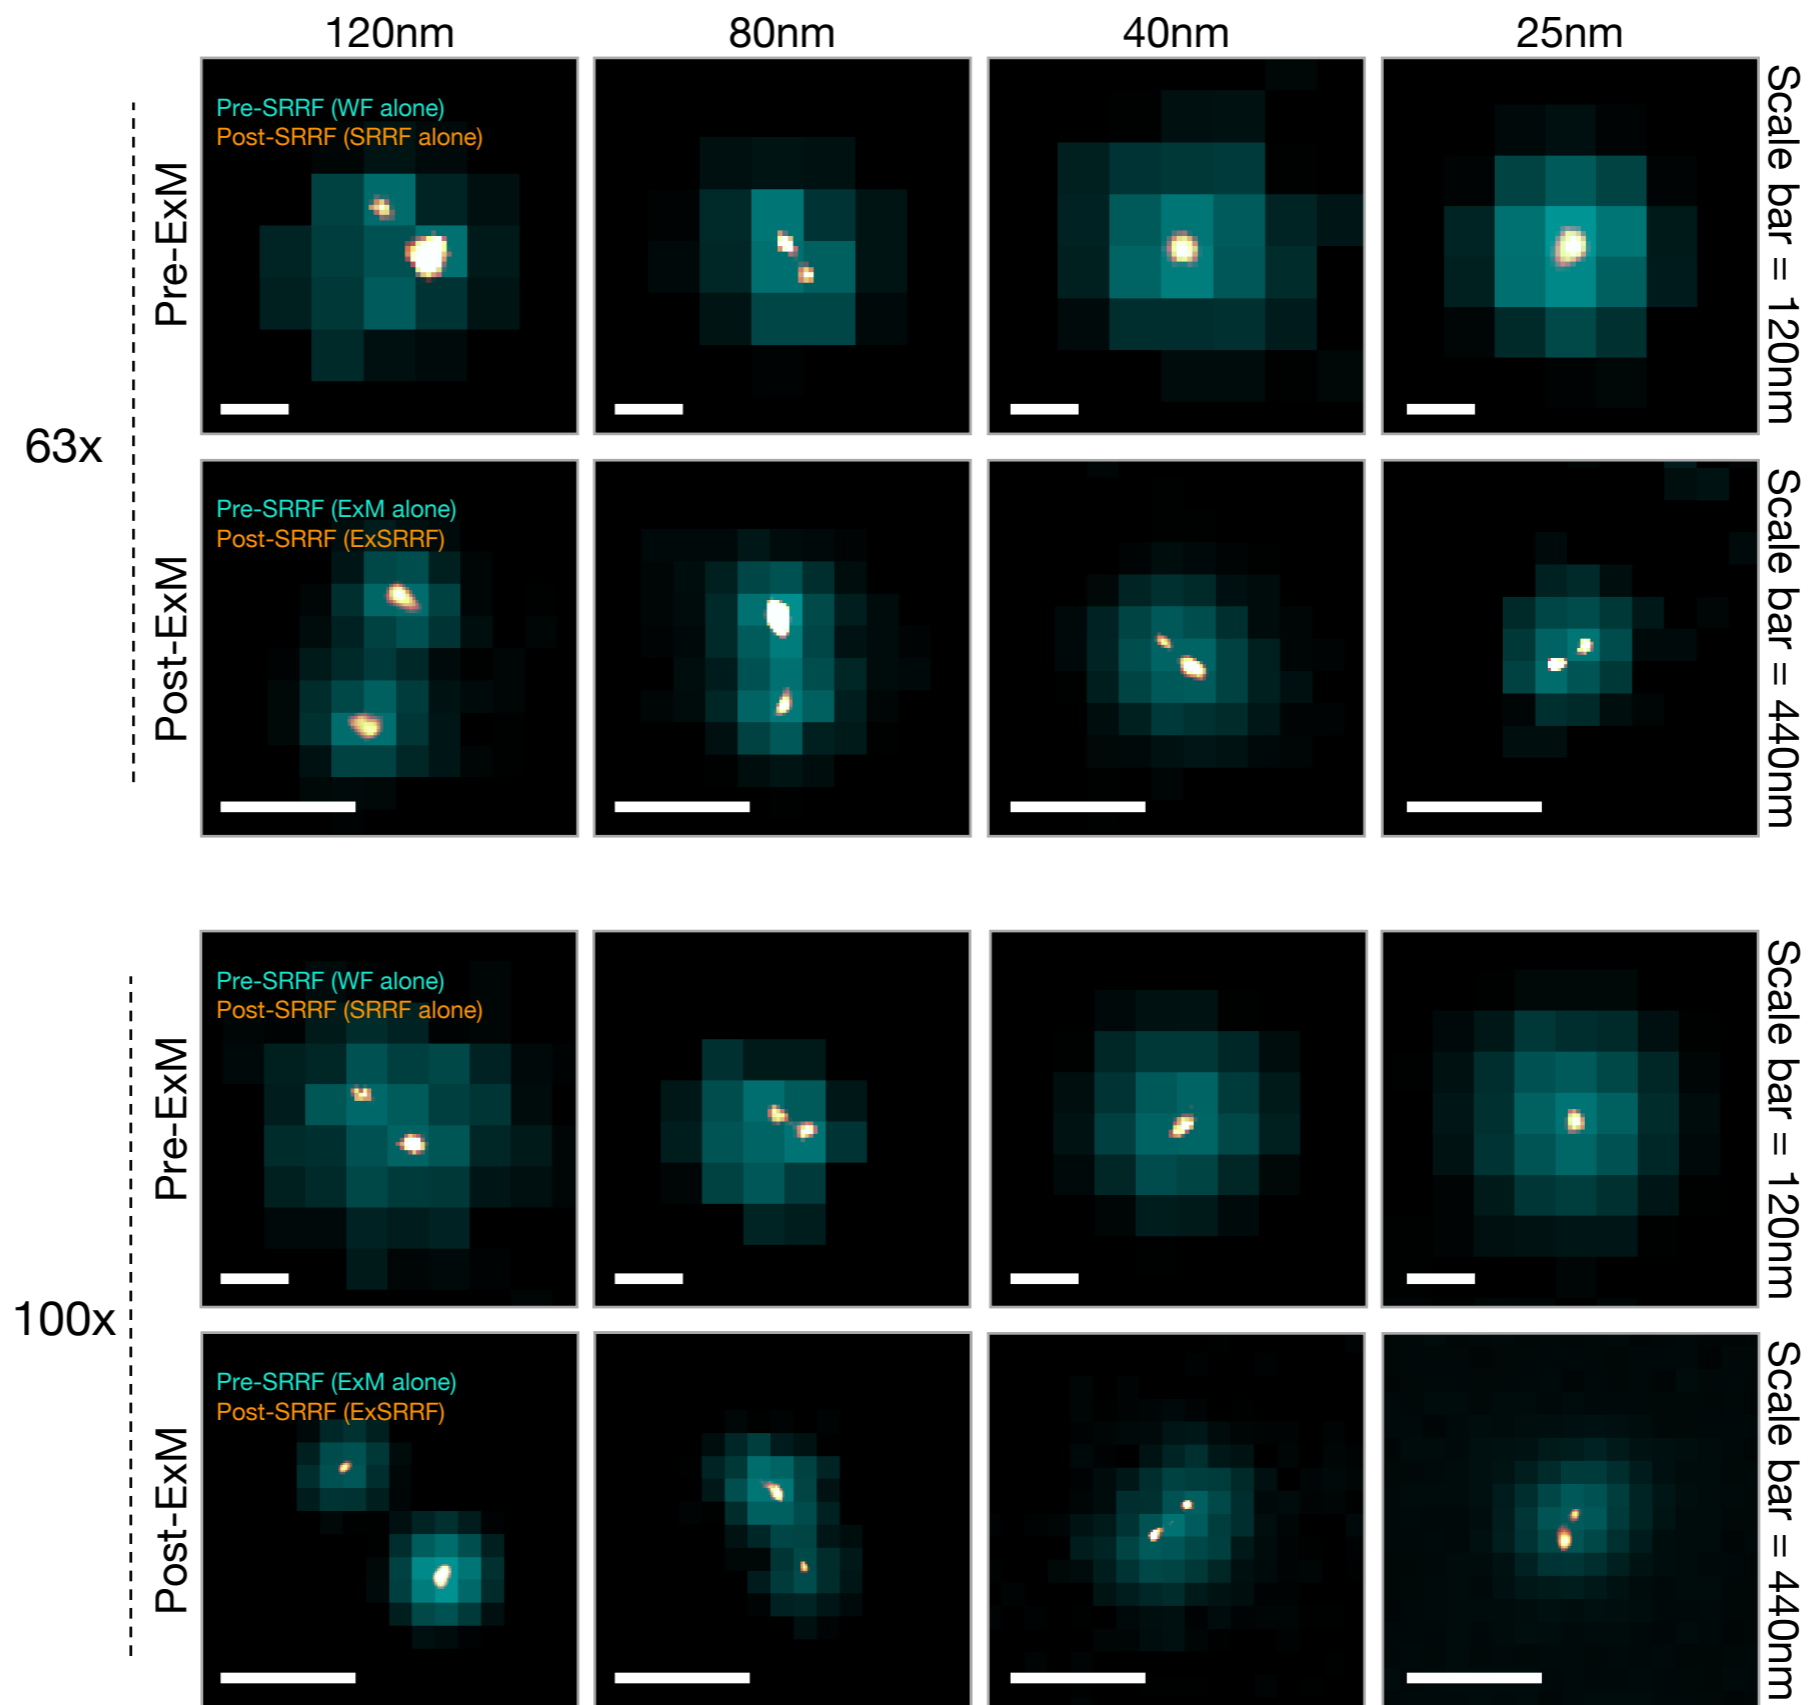 120nm 80nm 40nm 25nm
63x
Pre-ExM
Pre-SRRF (WF alone)
Post-SRRF (SRRF alone)
Scale bar = 120nm
Post-ExM
Pre-SRRF (ExM alone)
Post-SRRF (ExSRRF)
Scale bar = 440nm
100x
Pre-ExM
Pre-SRRF (WF alone)
Post-SRRF (SRRF alone)
Scale bar = 120nm
Post-ExM
Pre-SRRF (ExM alone)
Post-SRRF (ExSRRF)
Scale bar = 440nm